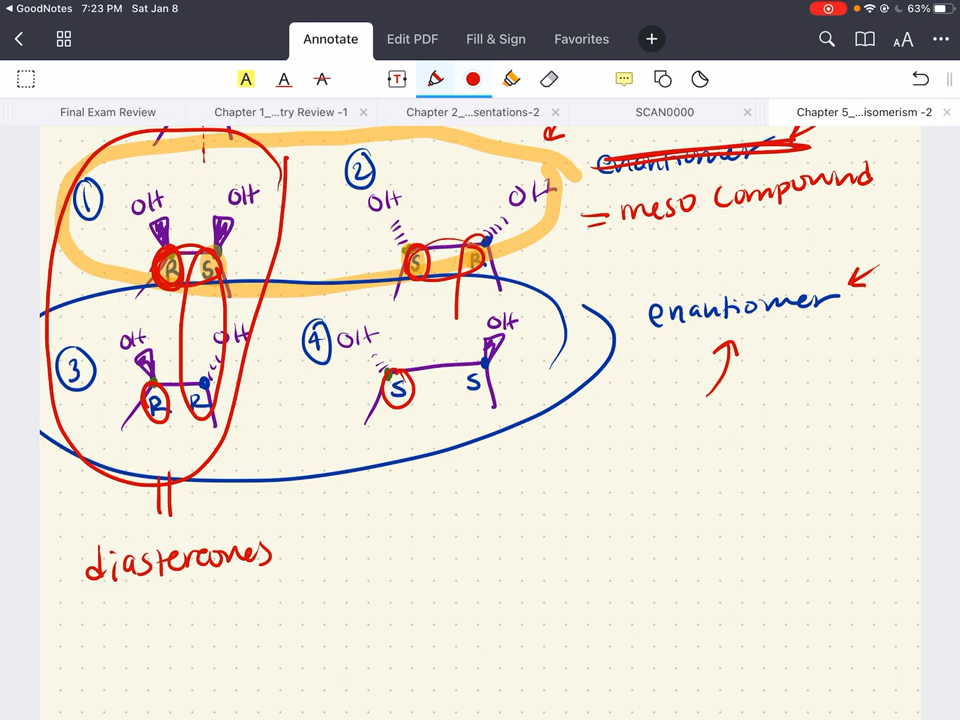 GoodNotes 7:23 PM Sat Jan 8 63%
Annotate Edit PDF Fill & Sign Favorites
Final Exam Review Chapter 1_...try Review -1 Chapter 2_...sentations-2 SCAN0000 Chapter 5_...isomerism -2
enantiomer
= meso compound
1 OH OH 2 OH OH
R S S R
enantiomer
3 OH OH 4 OH OH
R R S S
diastereomes